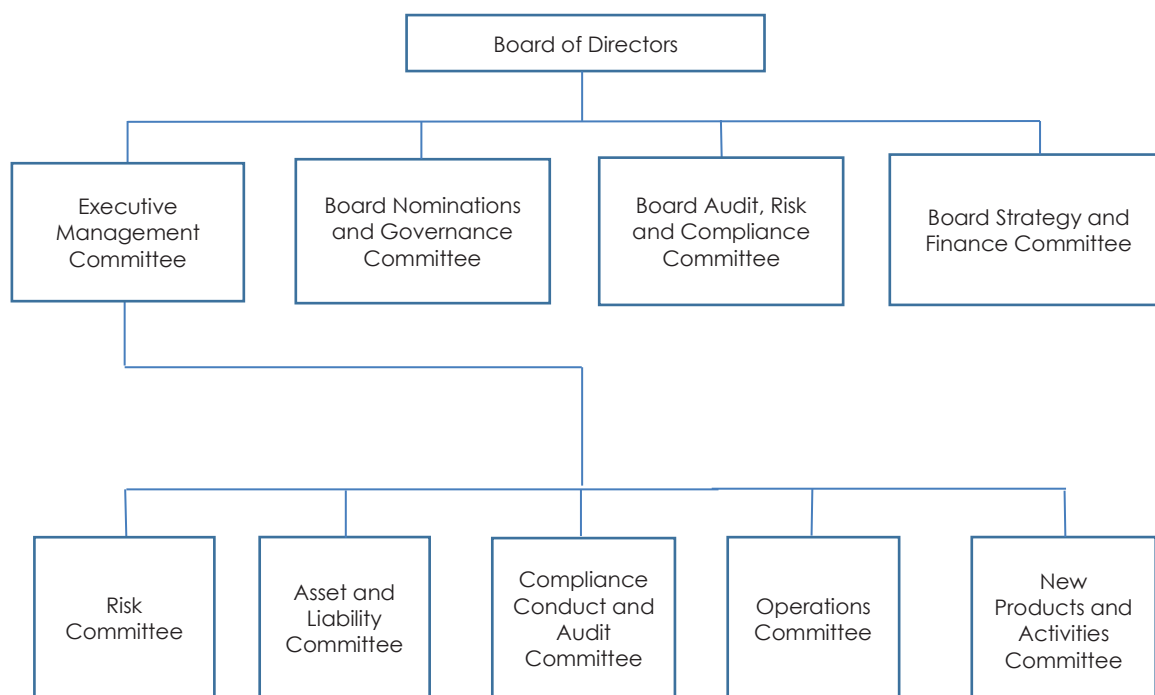 Board of Directors
Executive
Management
Committee
Board Nominations
and Governance
Committee
Board Audit, Risk
and Compliance
Committee
Board Strategy and
Finance Committee
Risk
Committee
Asset and
Liability
Committee
Compliance
Conduct and
Audit
Committee
Operations
Committee
New
Products and
Activities
Committee